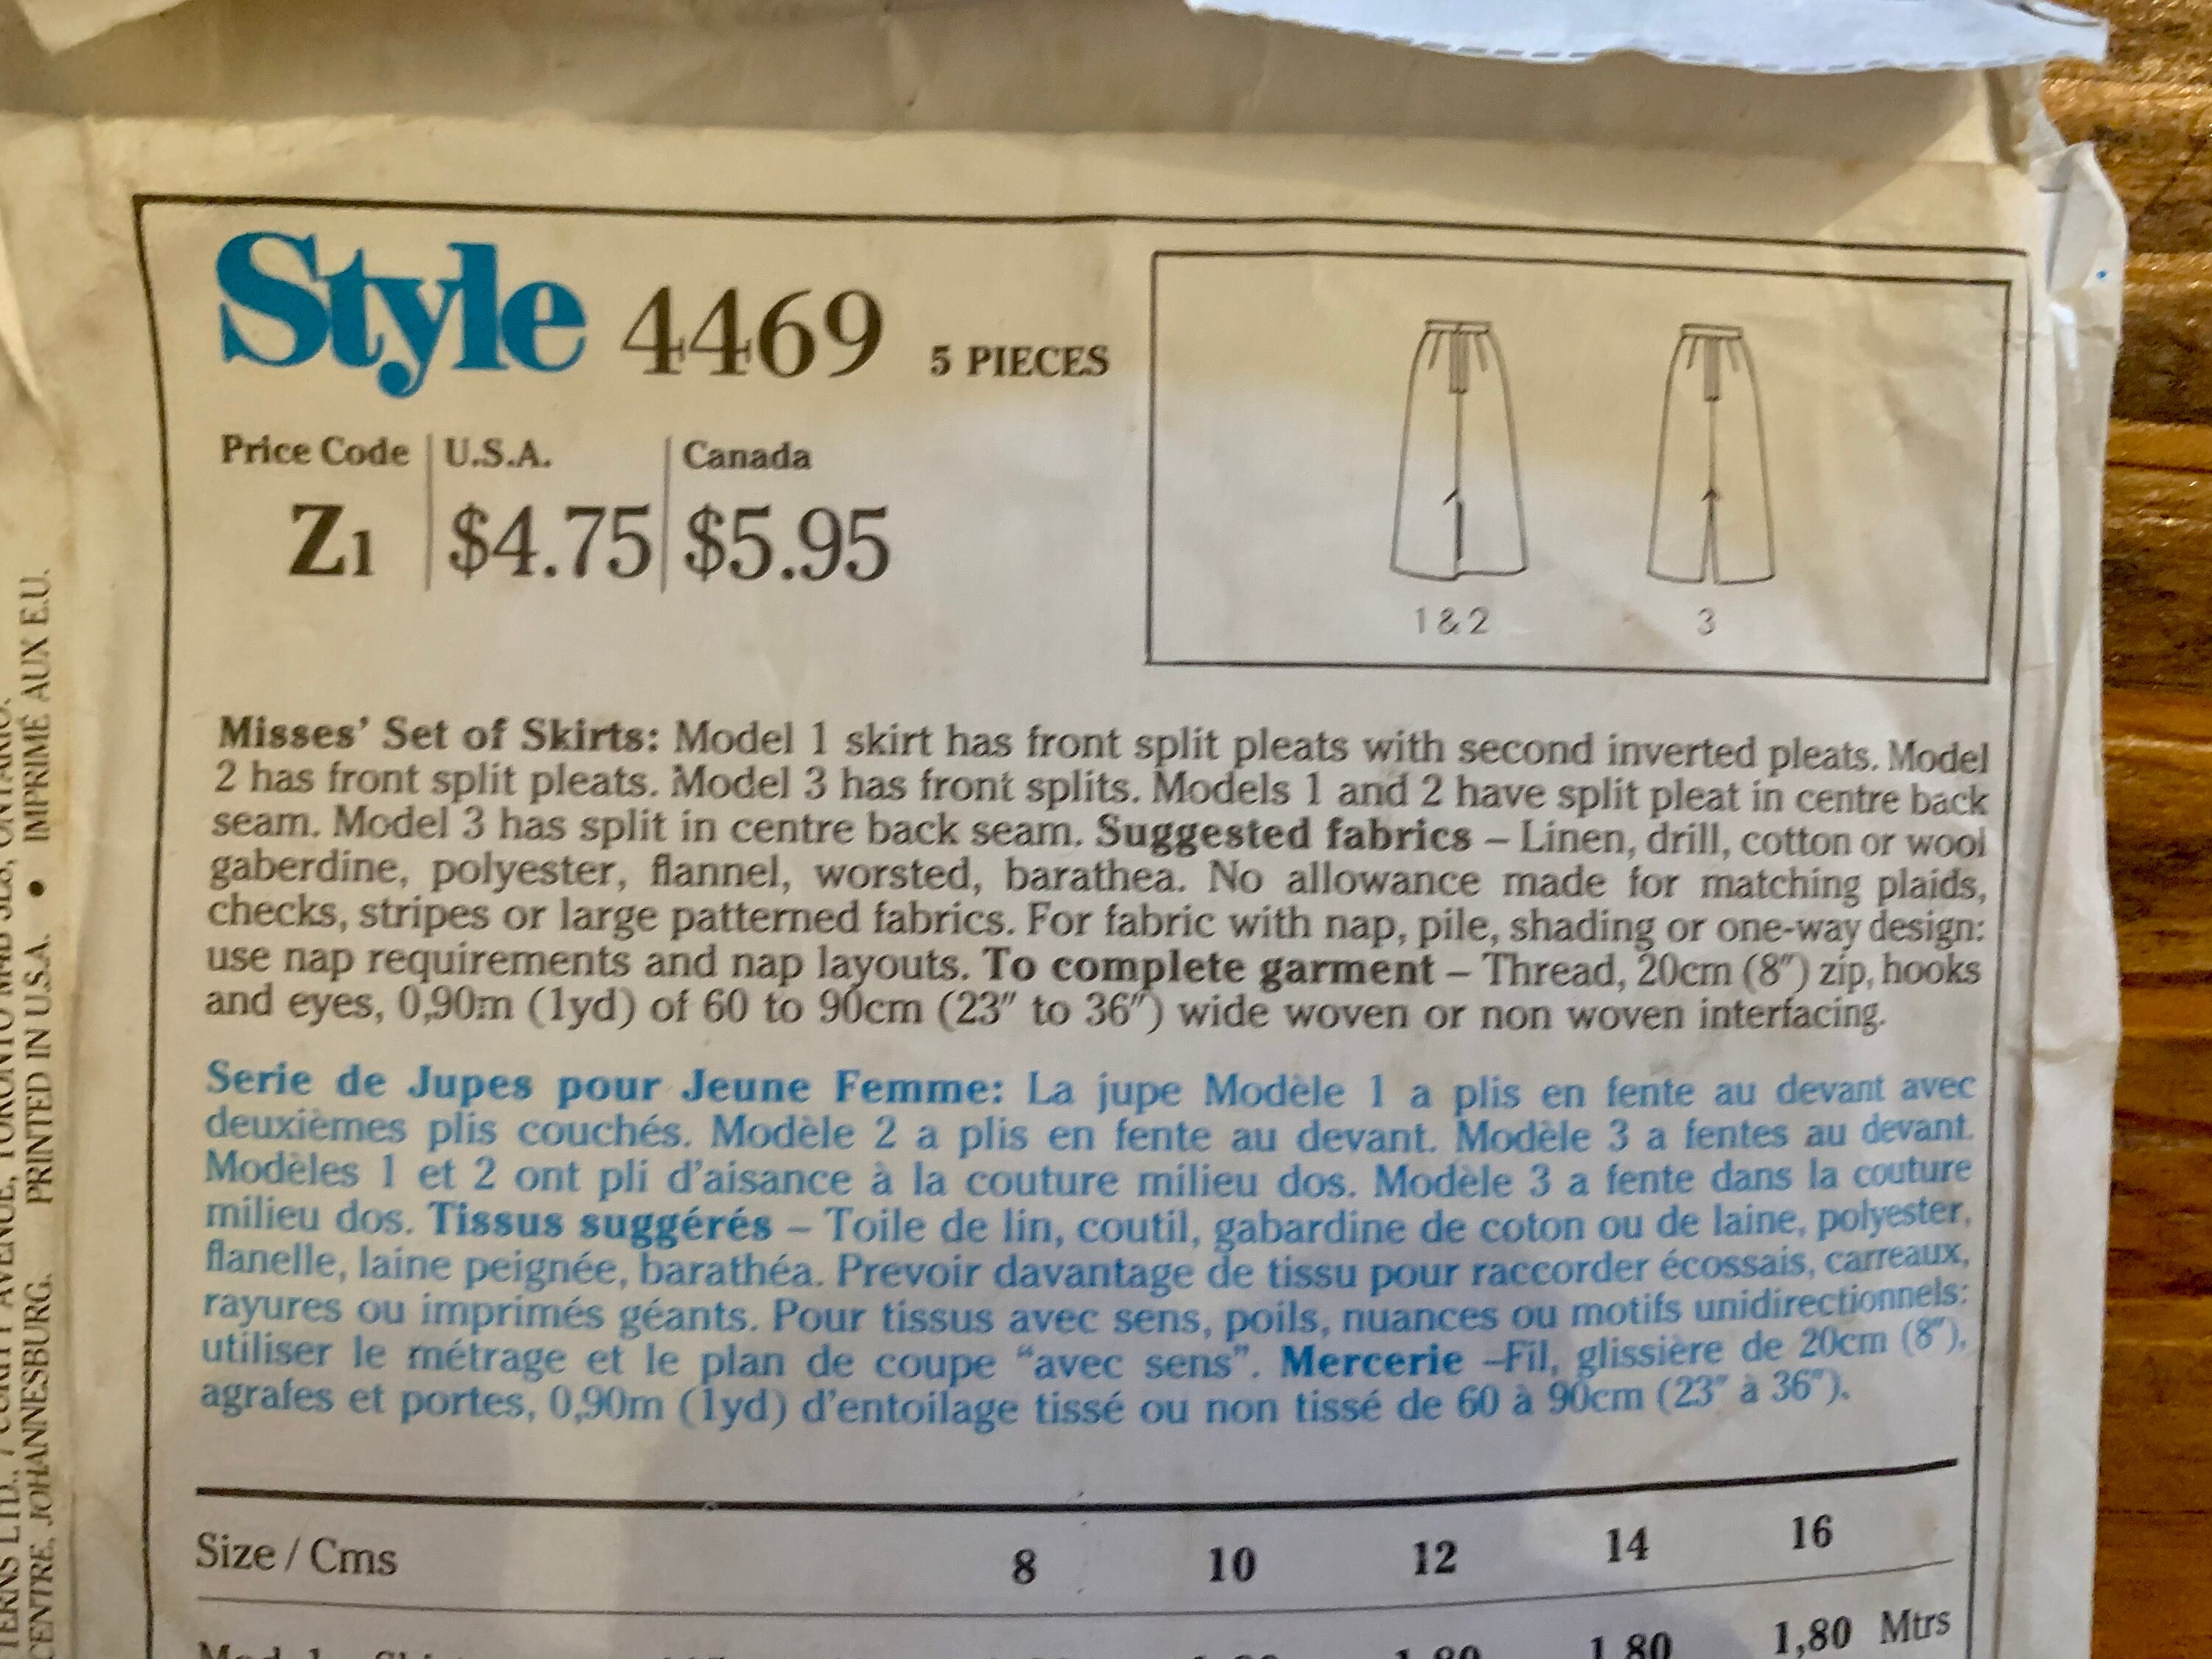 Style 4469 5 PIECES
Price Code U.S.A. Canada
Z1 $4.75 $5.95
1 & 2 3
Misses' Set of Skirts: Model 1 skirt has front split pleats with second inverted pleats. Model
2 has front split pleats. Model 3 has front splits. Models 1 and 2 have split pleat in centre back
seam. Model 3 has split in centre back seam. Suggested fabrics – Linen, drill, cotton or wool
gaberdine, polyester, flannel, worsted, barathea. No allowance made for matching plaids,
checks, stripes or large patterned fabrics. For fabric with nap, pile, shading or one-way design:
use nap requirements and nap layouts. To complete garment – Thread, 20cm (8") zip, hooks
and eyes, 0,90m (1yd) of 60 to 90cm (23" to 36") wide woven or non woven interfacing.
Serie de Jupes pour Jeune Femme: La jupe Modèle 1 a plis en fente au devant avec
deuxièmes plis couchés. Modèle 2 a plis en fente au devant. Modèle 3 a fentes au devant.
Modèles 1 et 2 ont pli d'aisance à la couture milieu dos. Modèle 3 a fente dans la couture
milieu dos. Tissus suggérés – Toile de lin, coutil, gabardine de coton ou de laine, polyester,
flanelle, laine peignée, barathéa. Prevoir davantage de tissu pour raccorder écossais, carreaux,
rayures ou imprimés géants. Pour tissus avec sens, poils, nuances ou motifs unidirectionnels:
utiliser le métrage et le plan de coupe "avec sens". Mercerie –Fil, glissière de 20cm (8"),
agrafes et portes, 0,90m (1yd) d'entoilage tissé ou non tissé de 60 à 90cm (23" à 36").
Size / Cms 8 10 12 14 16
1,80 1,80 1,80 Mtrs
AVENUE, TORONTO
CENTRE, JOHANNESBURG. PRINTED IN U.S.A. • IMPRIMÉ AUX E.U.